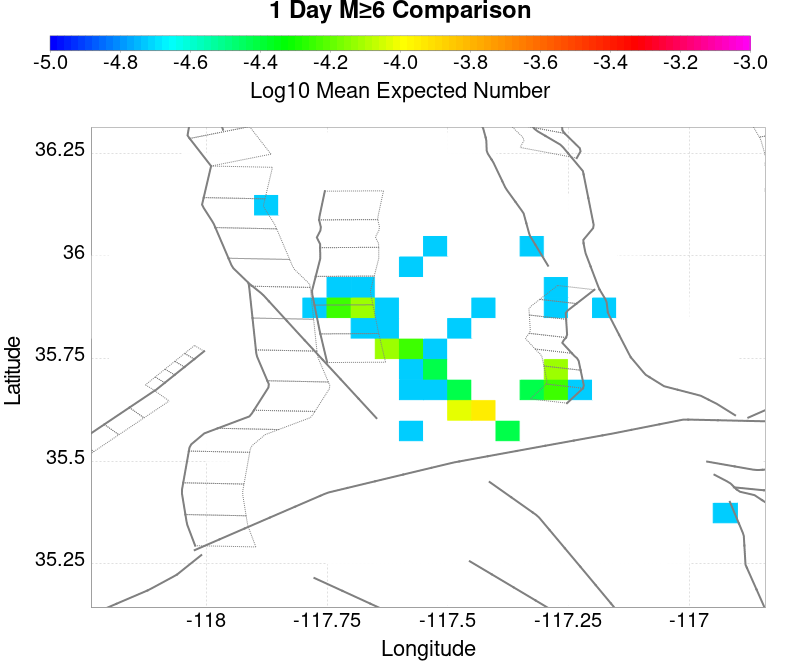 1 Day M≥6 Comparison
-5.0 -4.8 -4.6 -4.4 -4.2 -4.0 -3.8 -3.6 -3.4 -3.2 -3.0
Log10 Mean Expected Number
36.25
36
35.75
35.5
35.25
Latitude
-118 -117.75 -117.5 -117.25 -117
Longitude